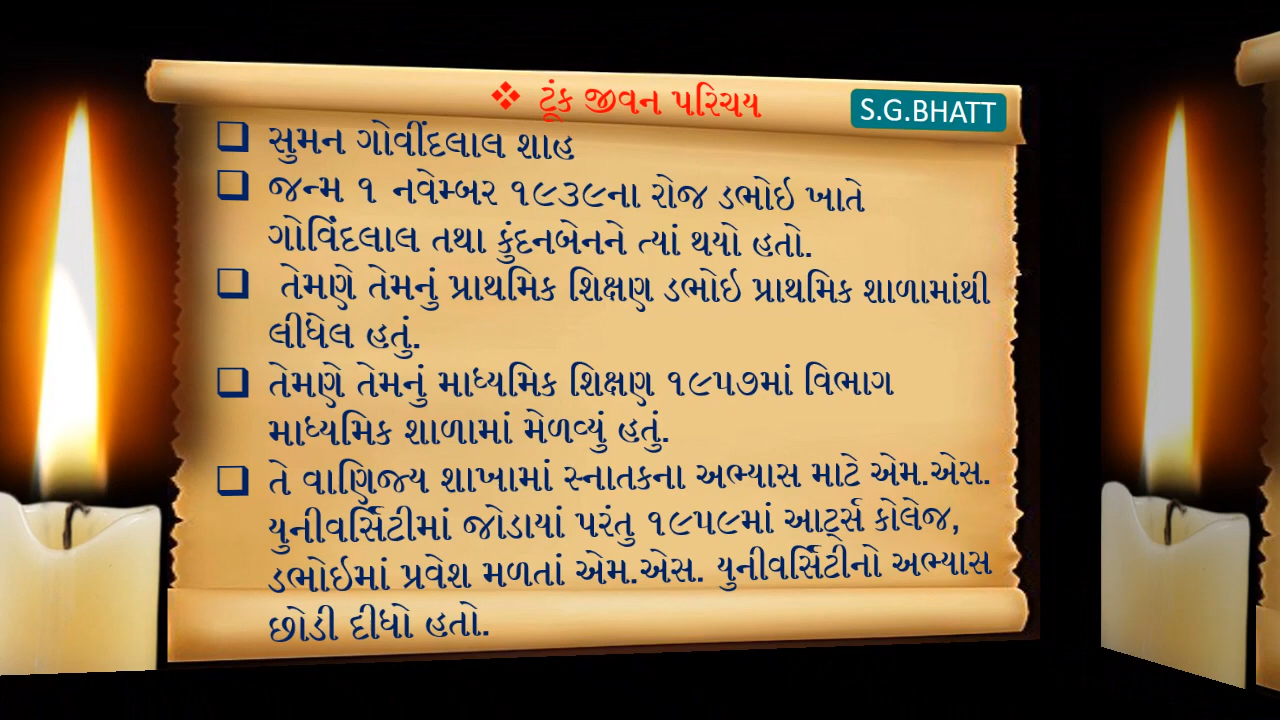 ❖ ટૂંક જીવન પરિચય
S.G.BHATT
❑ સુમન ગોવીંદલાલ શાહ
❑ જન્મ ૧ નવેમ્બર ૧૯૩૯ના રોજ ડભોઇ ખાતે
ગોવિંદલાલ તથા કુંદનબેનને ત્યાં થયો હતો.
❑ તેમણે તેમનું પ્રાથમિક શિક્ષણ ડભોઇ પ્રાથમિક શાળામાંથી
લીધેલ હતું.
❑ તેમણે તેમનું માધ્યમિક શિક્ષણ ૧૯૫૭માં વિભાગ
માધ્યમિક શાળામાં મેળવ્યું હતું.
❑ તે વાણિજ્ય શાખામાં સ્નાતકના અભ્યાસ માટે એમ.એસ.
યુનીવર્સિટીમાં જોડાયાં પરંતુ ૧૯૫૯માં આર્ટ્સ કોલેજ,
ડભોઇમાં પ્રવેશ મળતાં એમ.એસ. યુનીવર્સિટીનો અભ્યાસ
છોડી દીધો હતો.